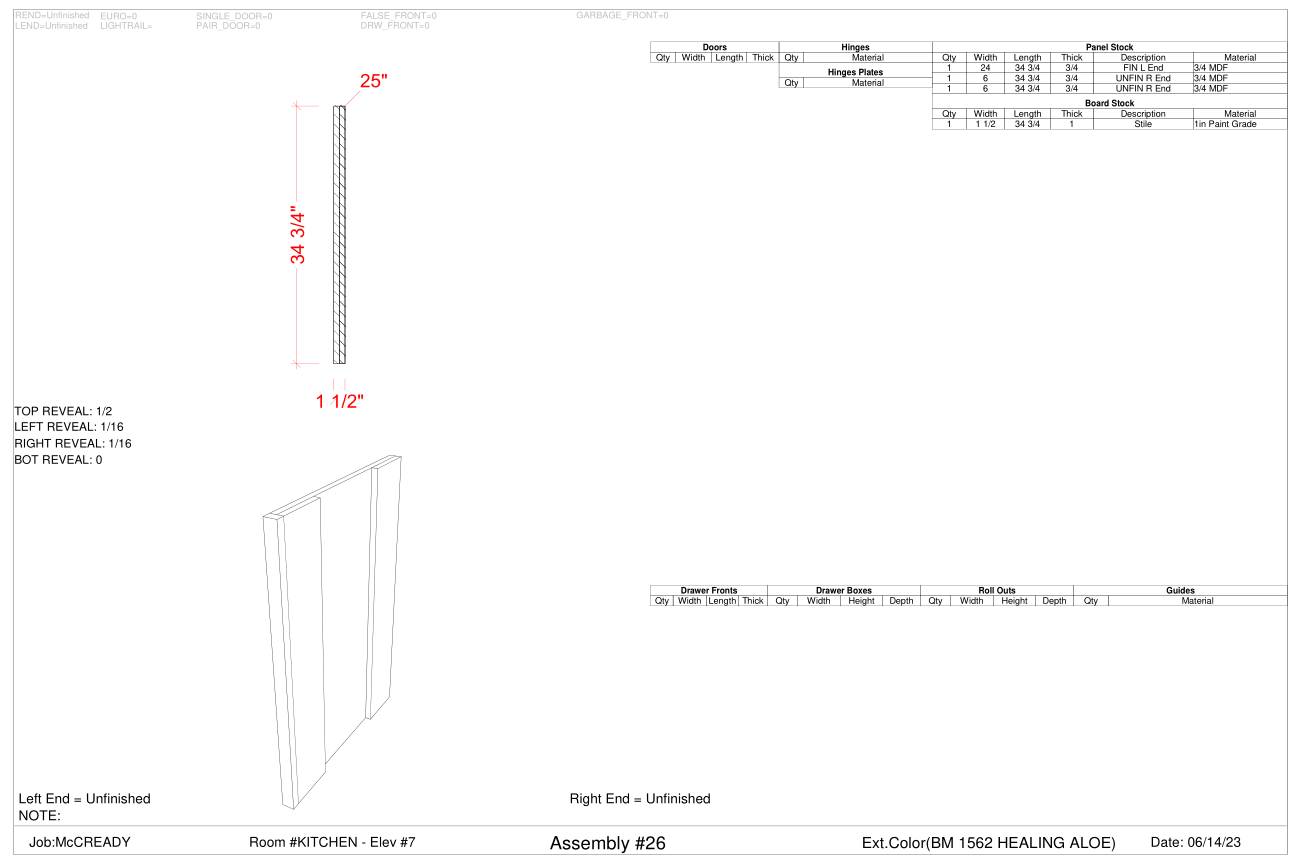 REND=Unfinished EURO=0 SINGLE_DOOR=0 FALSE_FRONT=0 GARBAGE_FRONT=0
LEND=Unfinished LIGHTRAIL= PAIR_DOOR=0 DRW_FRONT=0
Doors Hinges Panel Stock
Qty Width Length Thick Qty Material Qty Width Length Thick Description Material
1 24 34 3/4 3/4 FIN L End 3/4 MDF
Hinges Plates 1 6 34 3/4 3/4 UNFIN R End 3/4 MDF
Qty Material 1 6 34 3/4 3/4 UNFIN R End 3/4 MDF
Board Stock
Qty Width Length Thick Description Material
1 1 1/2 34 3/4 1 Stile 1in Paint Grade
25"
34 3/4"
1 1/2"
TOP REVEAL: 1/2
LEFT REVEAL: 1/16
RIGHT REVEAL: 1/16
BOT REVEAL: 0
Drawer Fronts Drawer Boxes Roll Outs Guides
Qty Width Length Thick Qty Width Height Depth Qty Width Height Depth Qty Material
Left End = Unfinished Right End = Unfinished
NOTE:
Job:McCREADY Room #KITCHEN - Elev #7 Assembly #26 Ext.Color(BM 1562 HEALING ALOE) Date: 06/14/23